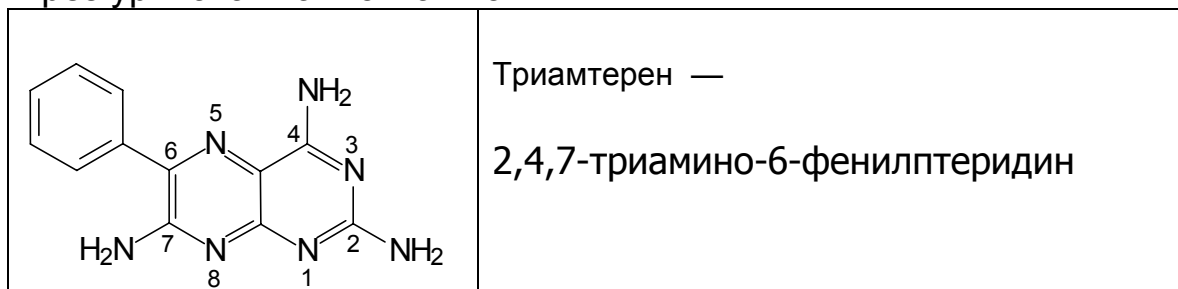 NH₂
5
4
N
3
6
N
N
H₂N
7
N
N
2
NH₂
8
1
Триамтерен —
2,4,7-триамино-6-фенилптеридин